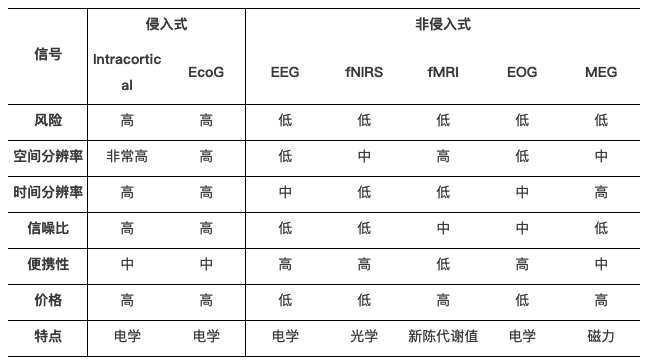 侵入式 非侵入式
信号 Intracortic
al EcoG EEG fNIRS fMRI EOG MEG
风险 高 高 低 低 低 低 低
空间分辨率 非常高 高 低 中 高 低 中
时间分辨率 高 高 中 低 低 中 高
信噪比 高 高 低 低 中 中 低
便携性 中 中 高 高 低 高 中
价格 高 高 低 低 高 低 高
特点 电学 电学 电学 光学 新陈代谢值 电学 磁力